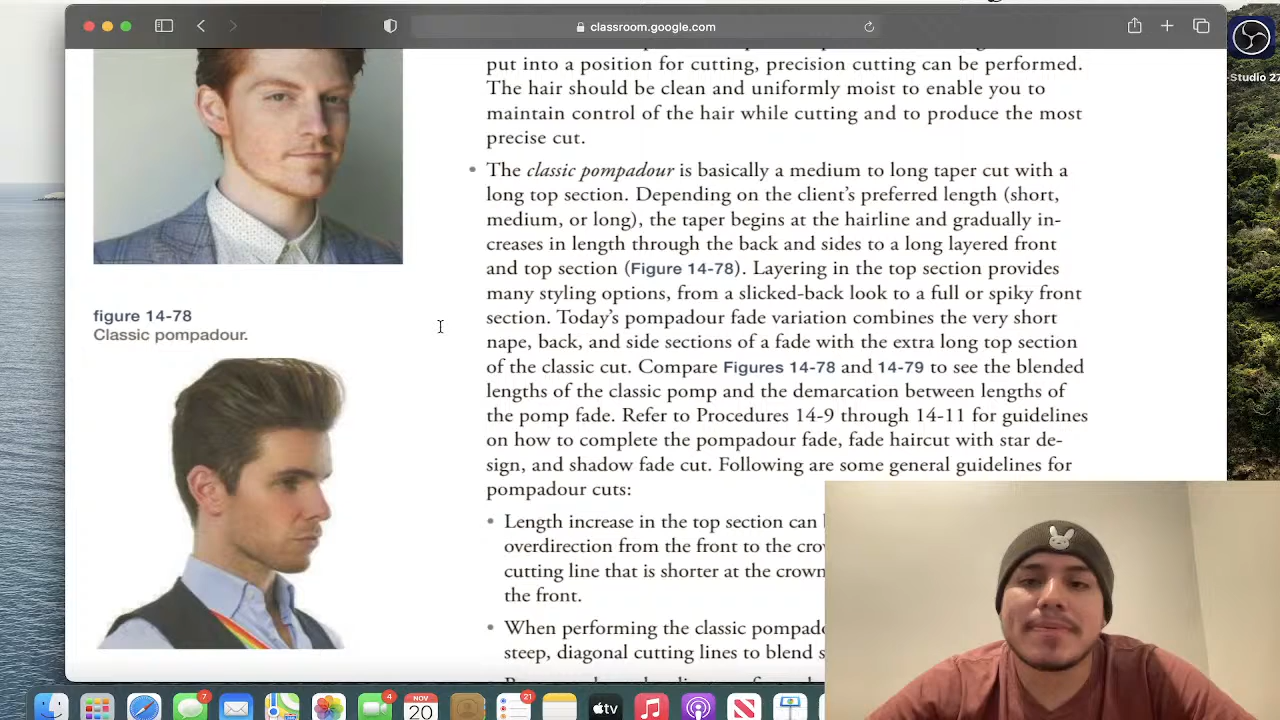 classroom.google.com
Studio 27
put into a position for cutting, precision cutting can be performed.
The hair should be clean and uniformly moist to enable you to
maintain control of the hair while cutting and to produce the most
precise cut.
• The classic pompadour is basically a medium to long taper cut with a
long top section. Depending on the client's preferred length (short,
medium, or long), the taper begins at the hairline and gradually in-
creases in length through the back and sides to a long layered front
and top section (Figure 14-78). Layering in the top section provides
many styling options, from a slicked-back look to a full or spiky front
section. Today's pompadour fade variation combines the very short
nape, back, and side sections of a fade with the extra long top section
of the classic cut. Compare Figures 14-78 and 14-79 to see the blended
lengths of the classic pomp and the demarcation between lengths of
the pomp fade. Refer to Procedures 14-9 through 14-11 for guidelines
on how to complete the pompadour fade, fade haircut with star de-
sign, and shadow fade cut. Following are some general guidelines for
pompadour cuts:
• Length increase in the top section can
overdirection from the front to the
cutting line that is shorter at the crown
the front.
• When performing the classic
steep, diagonal cutting lines to blend
figure 14-78
Classic pompadour.
7
4
NOV
20
21
tv